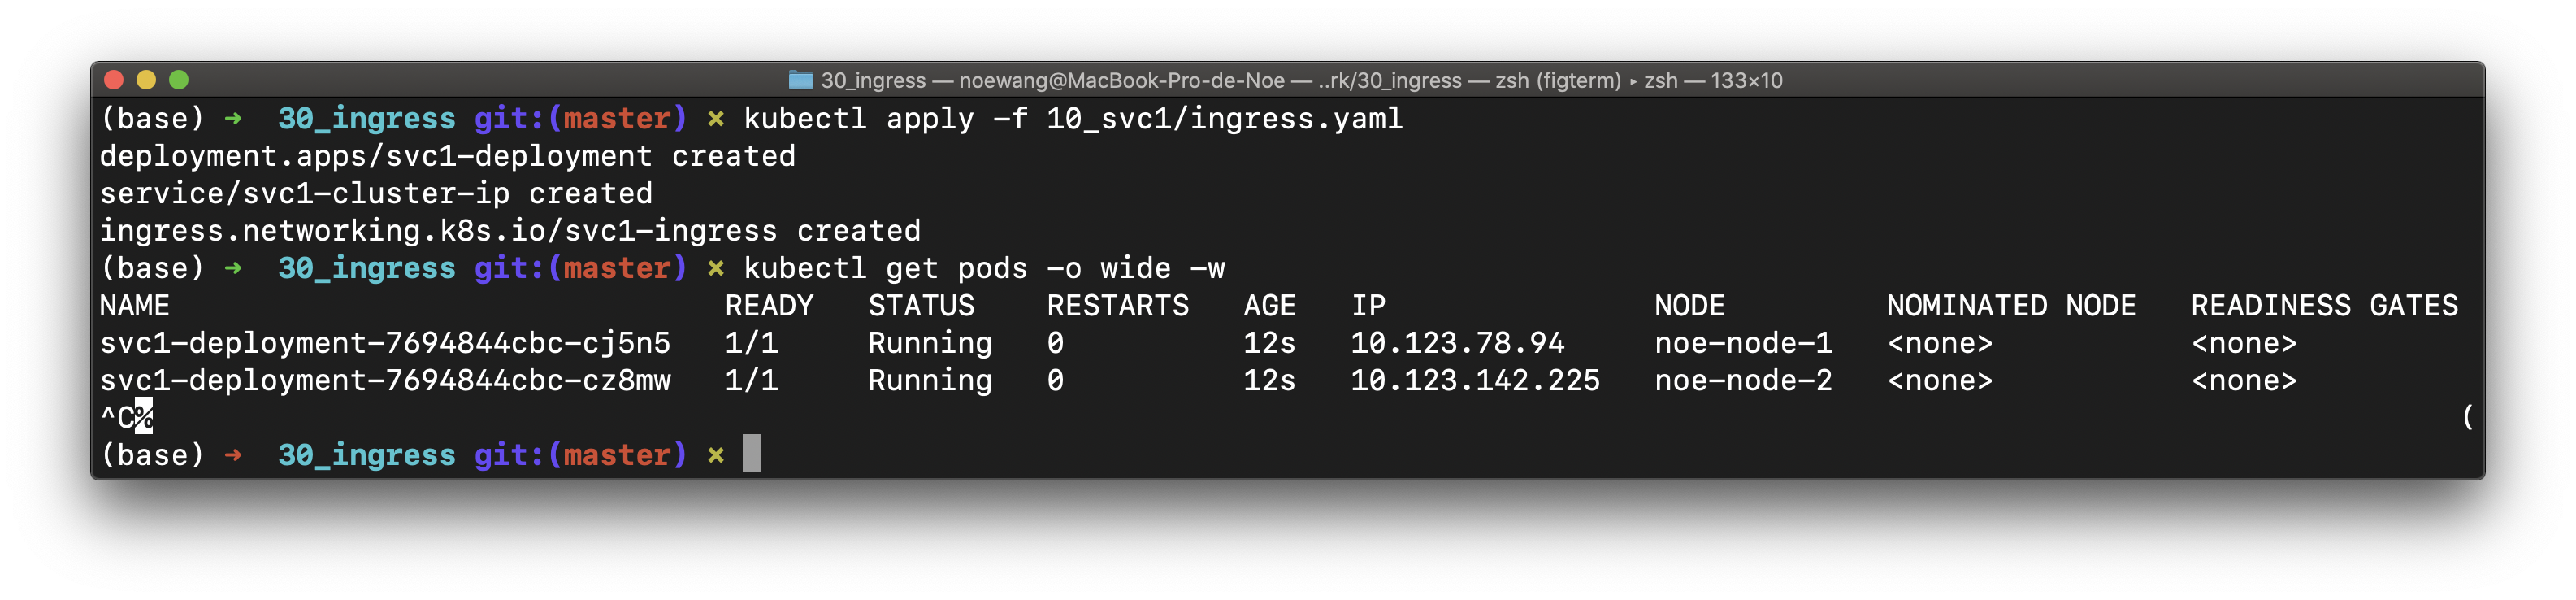 30_ingress — noewang@MacBook-Pro-de-Noe — ..rk/30_ingress — zsh (figterm) ▸ zsh — 133×10
(base) ➜  30_ingress git:(master) ✗ kubectl apply -f 10_svc1/ingress.yaml
deployment.apps/svc1-deployment created
service/svc1-cluster-ip created
ingress.networking.k8s.io/svc1-ingress created
(base) ➜  30_ingress git:(master) ✗ kubectl get pods -o wide -w
NAME                               READY   STATUS    RESTARTS   AGE   IP               NODE         NOMINATED NODE   READINESS GATES
svc1-deployment-7694844cbc-cj5n5   1/1     Running   0          12s   10.123.78.94     noe-node-1   <none>           <none>
svc1-deployment-7694844cbc-cz8mw   1/1     Running   0          12s   10.123.142.225   noe-node-2   <none>           <none>
^C% (
(base) ➜  30_ingress git:(master) ✗